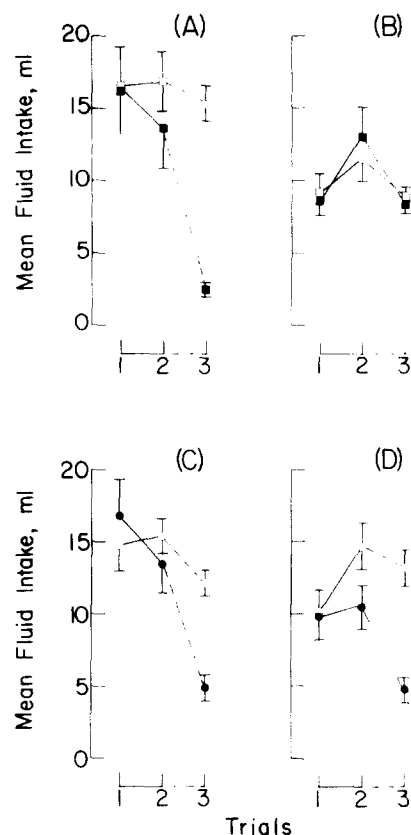 (A)
(B)
Mean Fluid Intake, ml
20
15
10
5
0
1 2 3
1 2 3
(C)
(D)
Mean Fluid Intake, ml
20
15
10
5
0
1 2 3
1 2 3
Trials